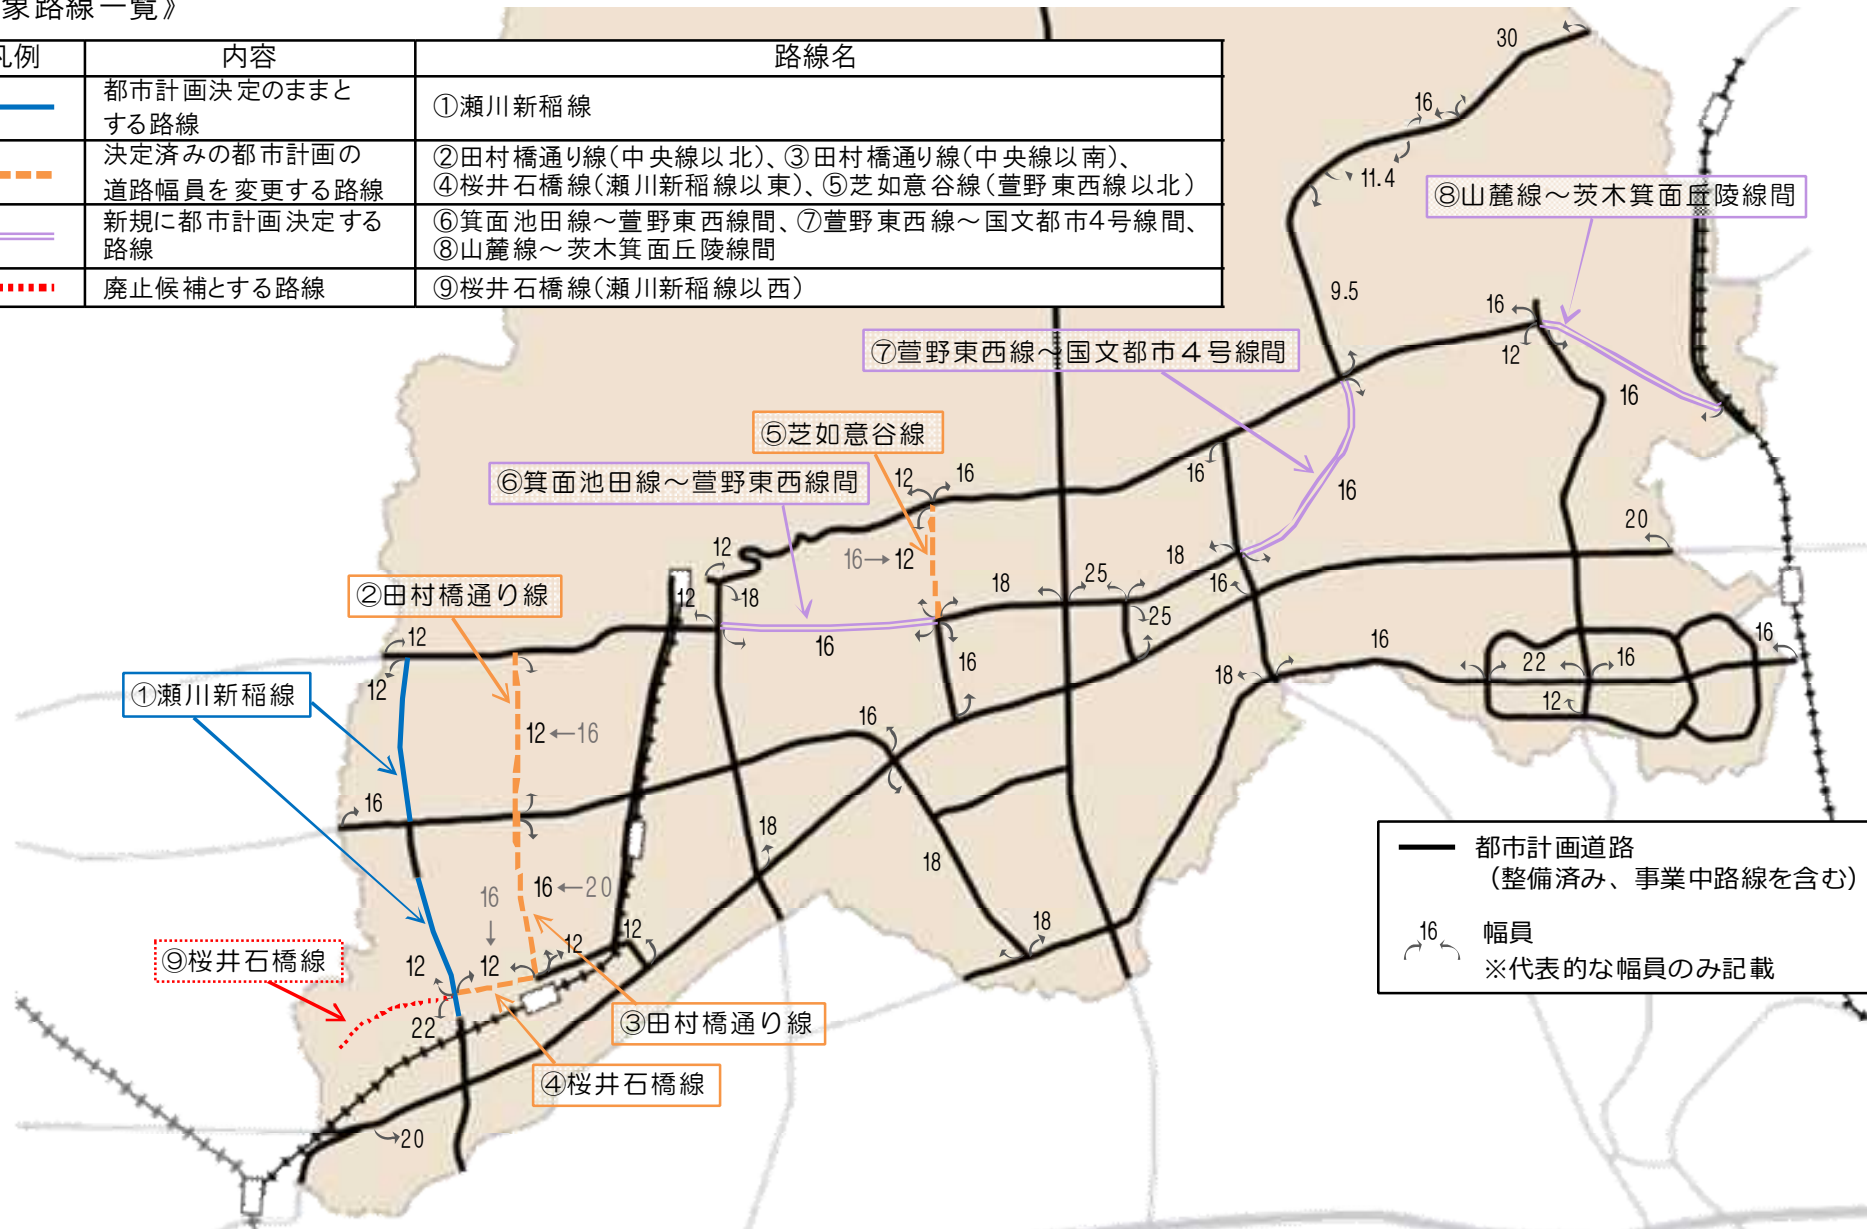 象路線一覧》
凡例 内容 路線名
都市計画決定のままと
する路線
①瀬川新稲線
決定済みの都市計画の
道路幅員を変更する路線
②田村橋通り線(中央線以北)、③田村橋通り線(中央線以南)、
④桜井石橋線(瀬川新稲線以東)、⑤芝如意谷線(萱野東西線以北)
新規に都市計画決定する
路線
⑥箕面池田線～萱野東西線間、⑦萱野東西線～国文都市4号線間、
⑧山麓線～茨木箕面丘陵線間
廃止候補とする路線
⑨桜井石橋線(瀬川新稲線以西)
30
16
11.4
⑧山麓線～茨木箕面丘陵線間
9.5
16
12
16
⑦萱野東西線～国文都市４号線間
⑤芝如意谷線
⑥箕面池田線～萱野東西線間
12
16
16
16
20
12
16→12
18
25
18
16
25
②田村橋通り線
12
18
12
16
16
12
12
①瀬川新稲線
12←16
18
16
22
16
16
12
16
16
18
18
16←20
16
18
12
12
⑨桜井石橋線
12
12
22
③田村橋通り線
④桜井石橋線
20
都市計画道路
(整備済み、事業中路線を含む)
16
幅員
※代表的な幅員のみ記載